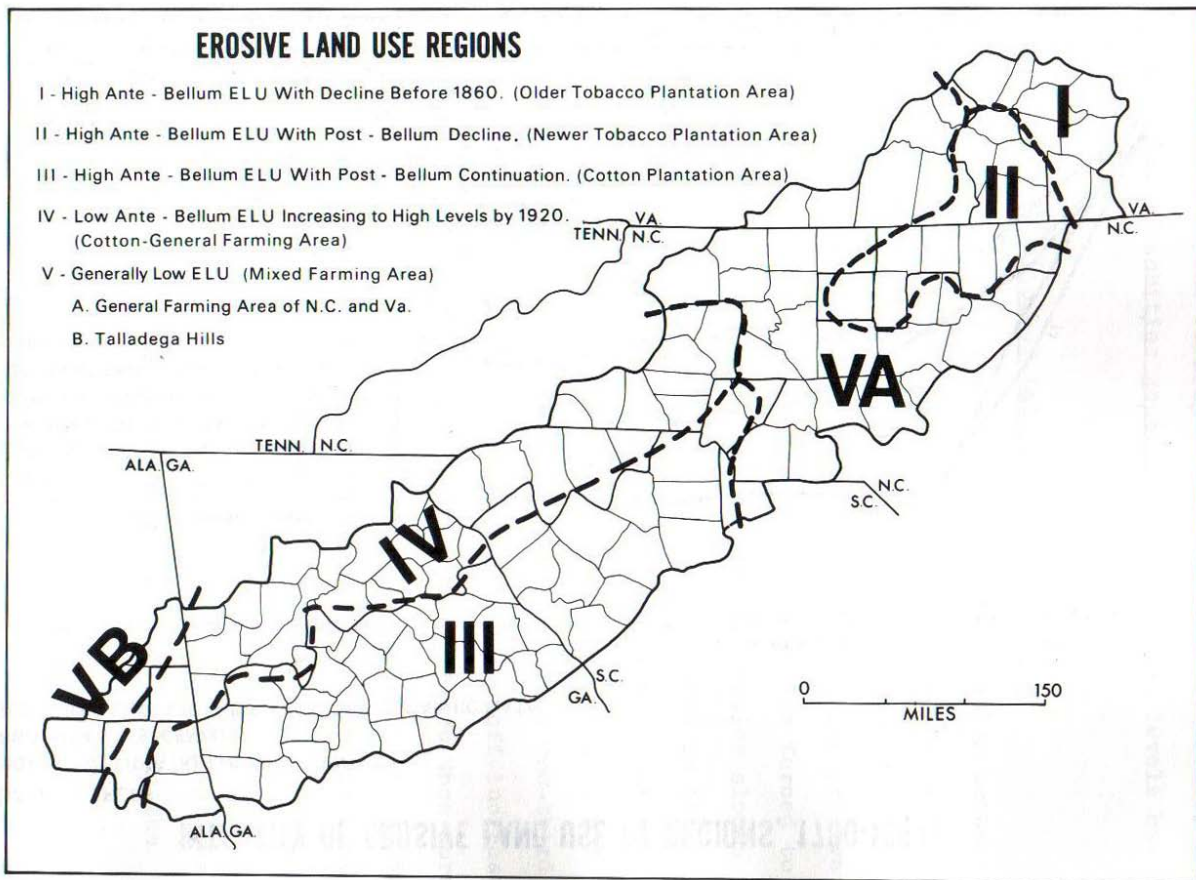 EROSIVE LAND USE REGIONS
I - High Ante - Bellum ELU With Decline Before 1860. (Older Tobacco Plantation Area)
II - High Ante - Bellum ELU With Post - Bellum Decline. (Newer Tobacco Plantation Area)
III - High Ante - Bellum ELU With Post - Bellum Continuation. (Cotton Plantation Area)
IV - Low Ante - Bellum ELU Increasing to High Levels by 1920.
(Cotton-General Farming Area)
V - Generally Low ELU (Mixed Farming Area)
A. General Farming Area of N.C. and Va.
B. Talladega Hills
I
II
VA.
TENN. N.C.
VA.
N.C.
VA
TENN. N.C.
ALA. GA.
N.C.
S.C.
IV
III
VB
S.C.
GA.
0 150
MILES
ALA. GA.